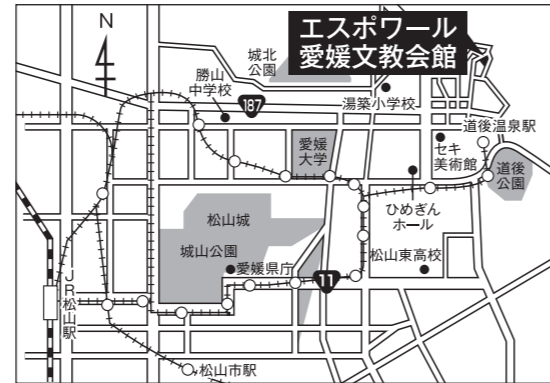 エスポワール
愛媛文教会館
N
城北
公園
勝山
中学校
187
湯築小学校
道後温泉駅
愛媛
大学
セキ
美術館
道後
公園
ひめぎん
ホール
松山城
城山公園
愛媛県庁
松山東高校
11
JR松山駅
松山市駅